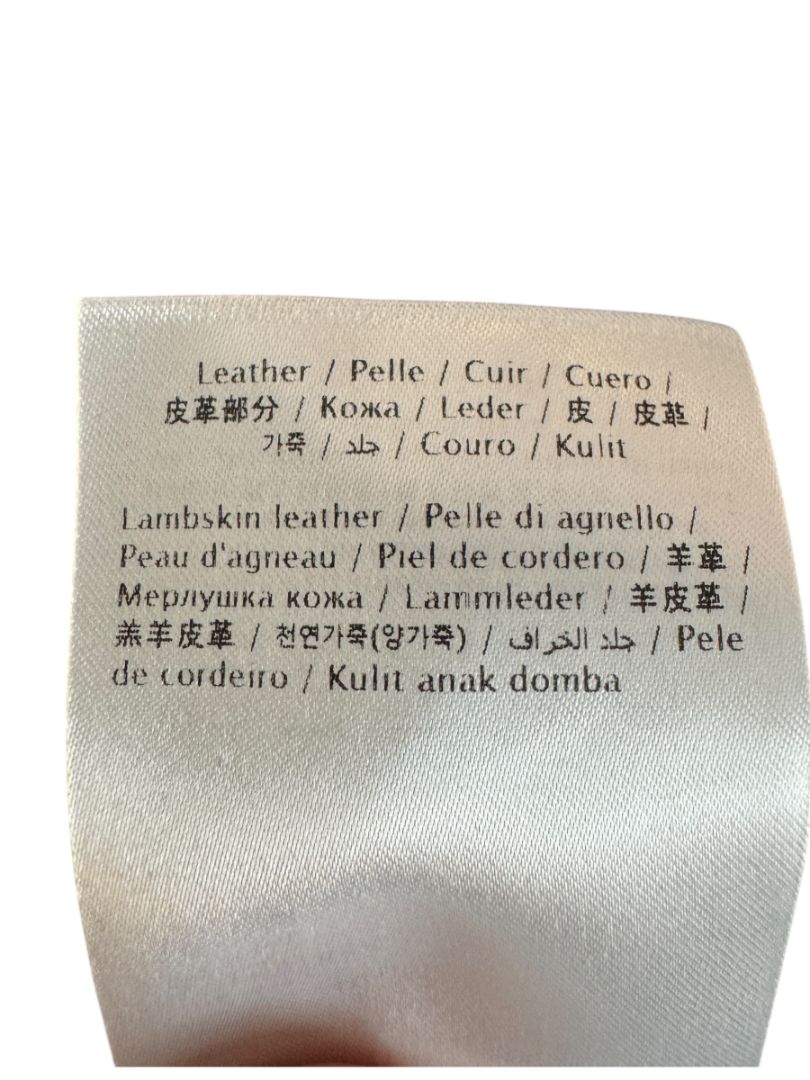 Leather / Pelle / Cuir / Cuero /
皮革部分 / Кожа / Leder / 皮 / 皮革 /
가죽 / جلد / Couro / Kulit
Lambskin leather / Pelle di agnello /
Peau d'agneau / Piel de cordero / 羊革 /
Мерлушка кожа / Lammleder / 羊皮革 /
羔羊皮革 / 천연가죽(양가죽) / جلد الخراف / Pele
de cordeiro / Kulit anak domba